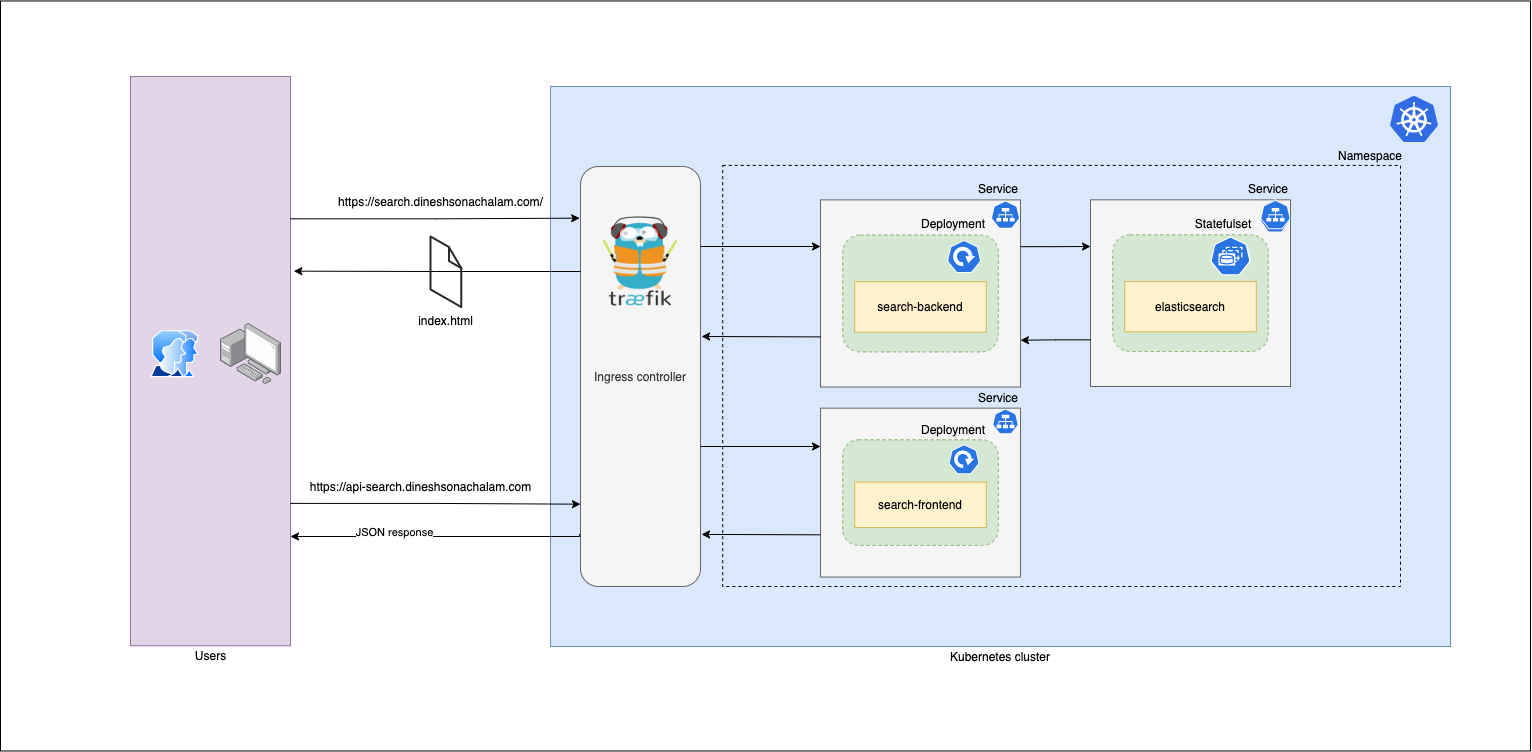 Namespace
https://search.dineshsonachalam.com/
index.html
træfik
Ingress controller
Service
Deployment
search-backend
Service
Statefulset
elasticsearch
Service
Deployment
search-frontend
https://api-search.dineshsonachalam.com
JSON response
Users
Kubernetes cluster